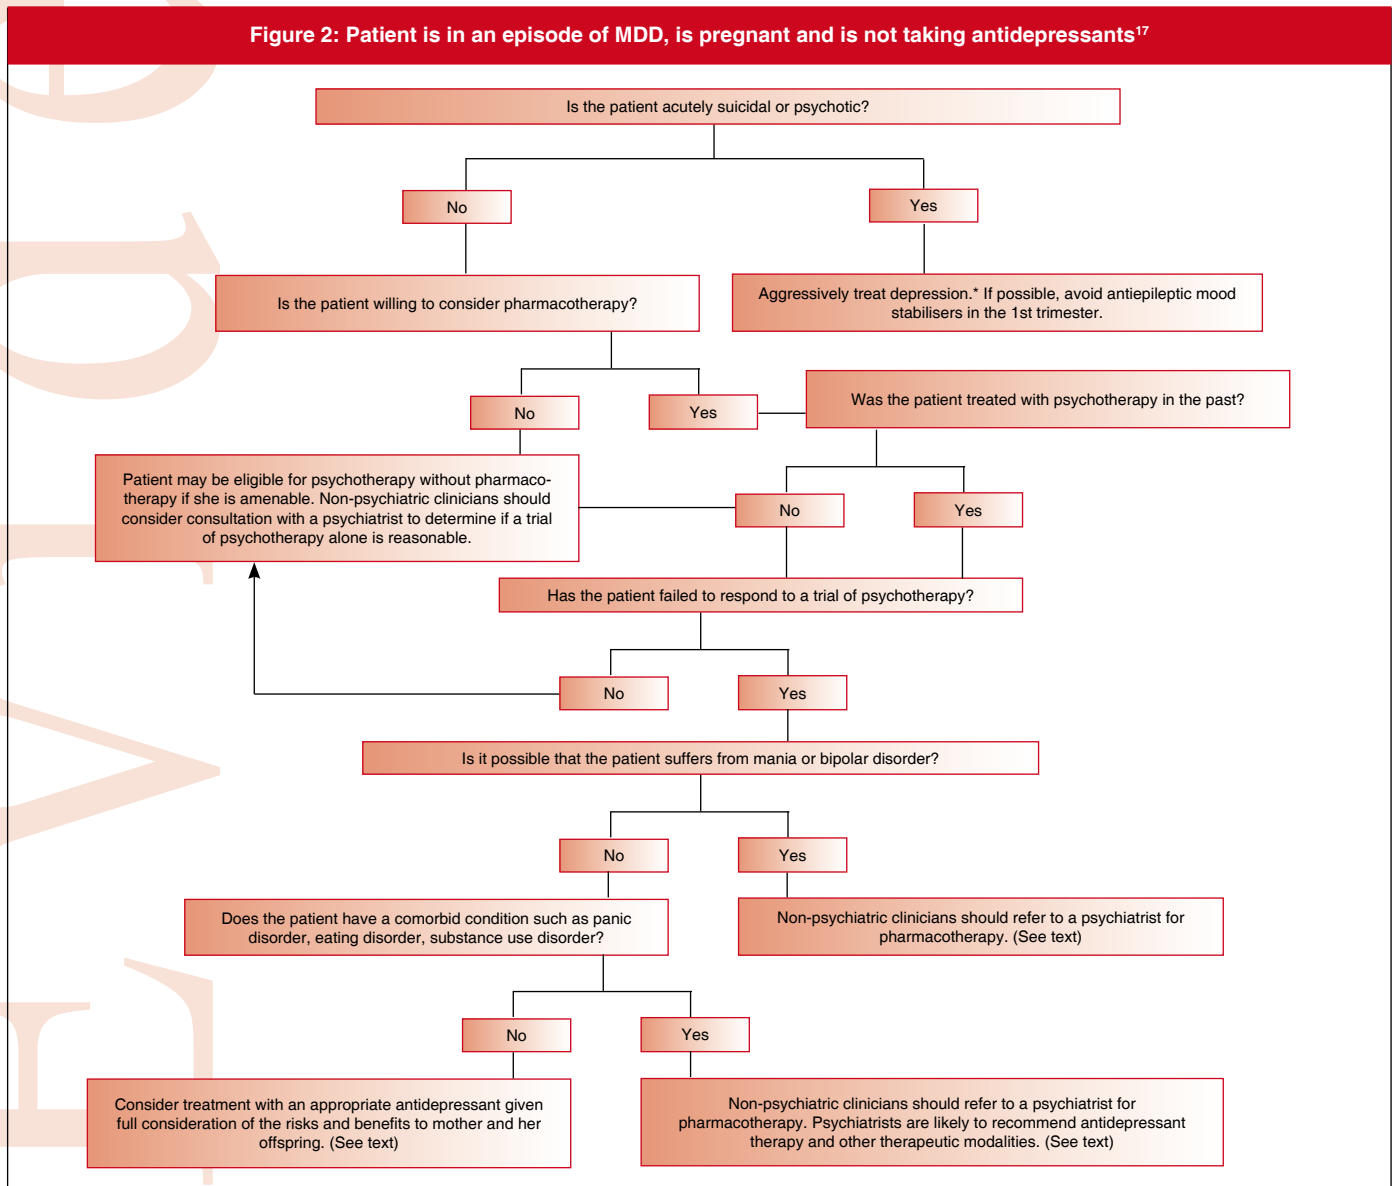 Figure 2: Patient is in an episode of MDD, is pregnant and is not taking antidepressants17
Is the patient acutely suicidal or psychotic?
No
Yes
Is the patient willing to consider pharmacotherapy?
Aggressively treat depression.* If possible, avoid antiepileptic mood
stabilisers in the 1st trimester.
No
Yes
Was the patient treated with psychotherapy in the past?
Patient may be eligible for psychotherapy without pharmaco-
therapy if she is amenable. Non-psychiatric clinicians should
consider consultation with a psychiatrist to determine if a trial
of psychotherapy alone is reasonable.
No
Yes
Has the patient failed to respond to a trial of psychotherapy?
No
Yes
Is it possible that the patient suffers from mania or bipolar disorder?
No
Yes
Does the patient have a comorbid condition such as panic
disorder, eating disorder, substance use disorder?
Non-psychiatric clinicians should refer to a psychiatrist for
pharmacotherapy. (See text)
No
Yes
Consider treatment with an appropriate antidepressant given
full consideration of the risks and benefits to mother and her
offspring. (See text)
Non-psychiatric clinicians should refer to a psychiatrist for
pharmacotherapy. Psychiatrists are likely to recommend antidepressant
therapy and other therapeutic modalities. (See text)